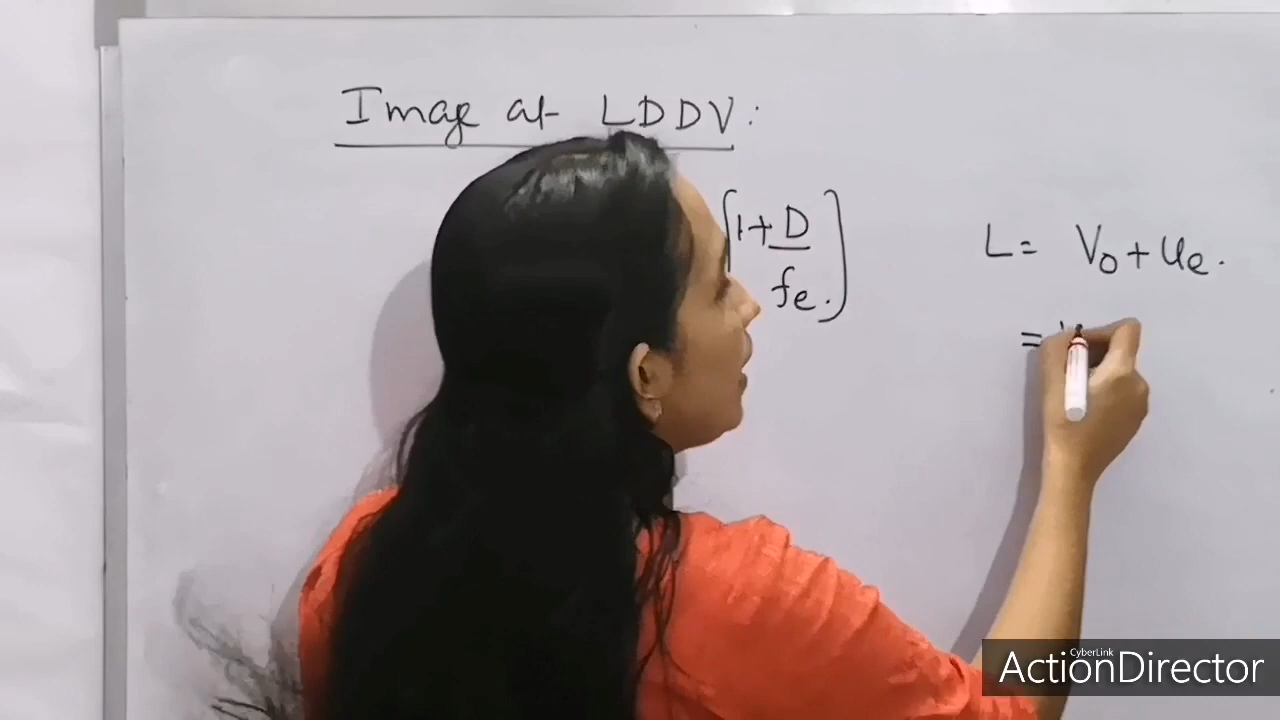 Image at LDDV:
[1+D/fe.]
L= Vo+ue.
=
CyberLink
ActionDirector